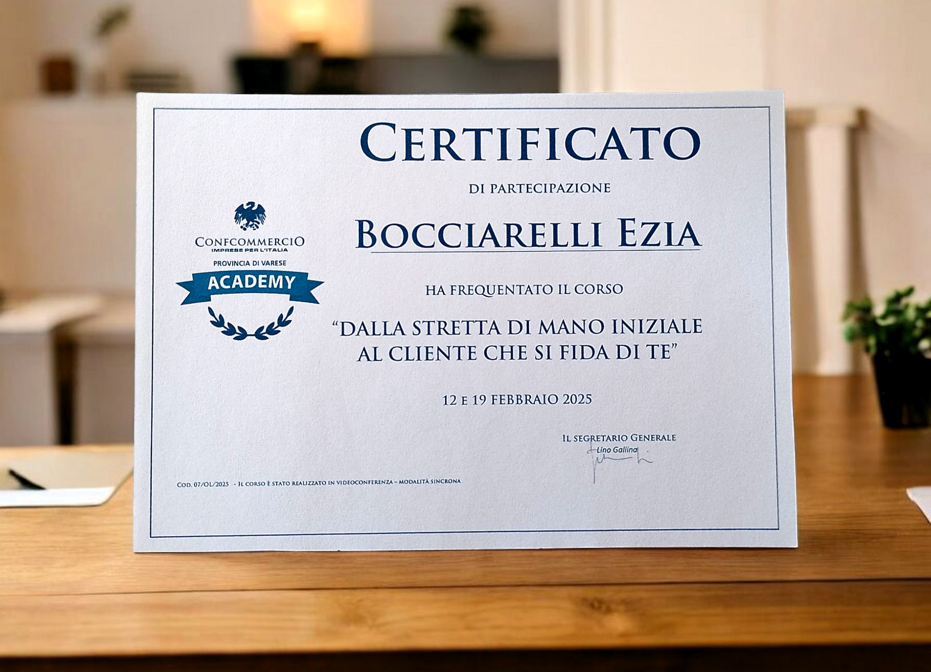 CERTIFICATO
DI PARTECIPAZIONE
BOCCIARELLI EZIA
CONFCOMMERCIO
IMPRESE PER L'ITALIA
PROVINCIA DI VARESE
ACADEMY
HA FREQUENTATO IL CORSO
“DALLA STRETTA DI MANO INIZIALE
AL CLIENTE CHE SI FIDA DI TE”
12 E 19 FEBBRAIO 2025
IL SEGRETARIO GENERALE
Lino Gallina
COD. 07/OL/2025 - IL CORSO È STATO REALIZZATO IN VIDEOCONFERENZA – MODALITÀ SINCRONA